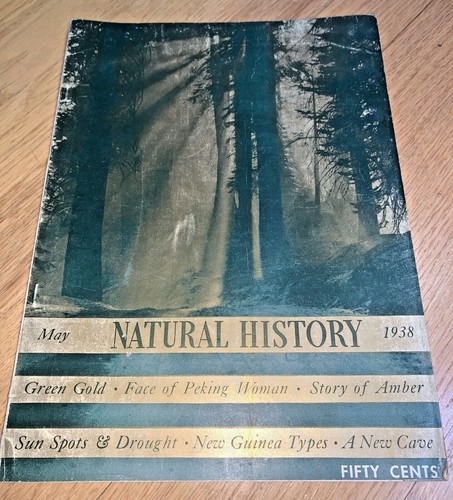 May NATURAL HISTORY 1938
Green Gold · Face of Peking Woman · Story of Amber
Sun Spots & Drought · New Guinea Types · A New Cave
FIFTY CENTS